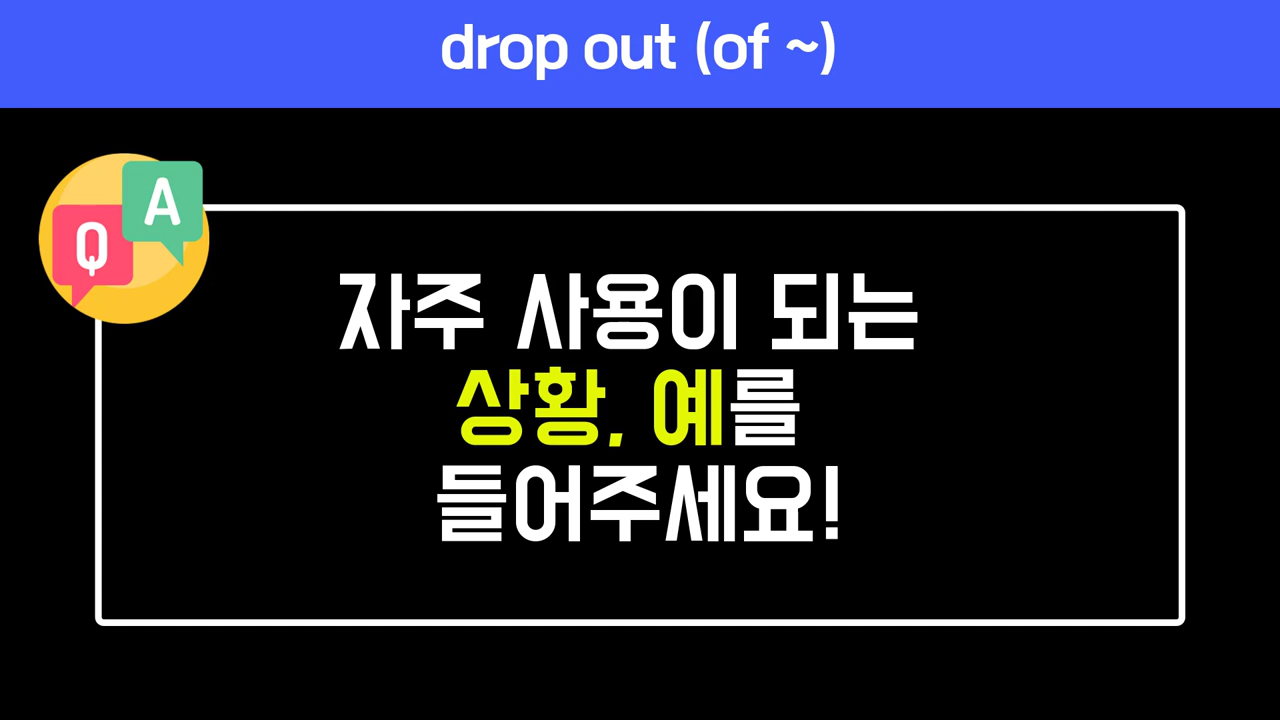 drop out (of ~)
Q
A
자주 사용이 되는
상황, 예를
들어주세요!